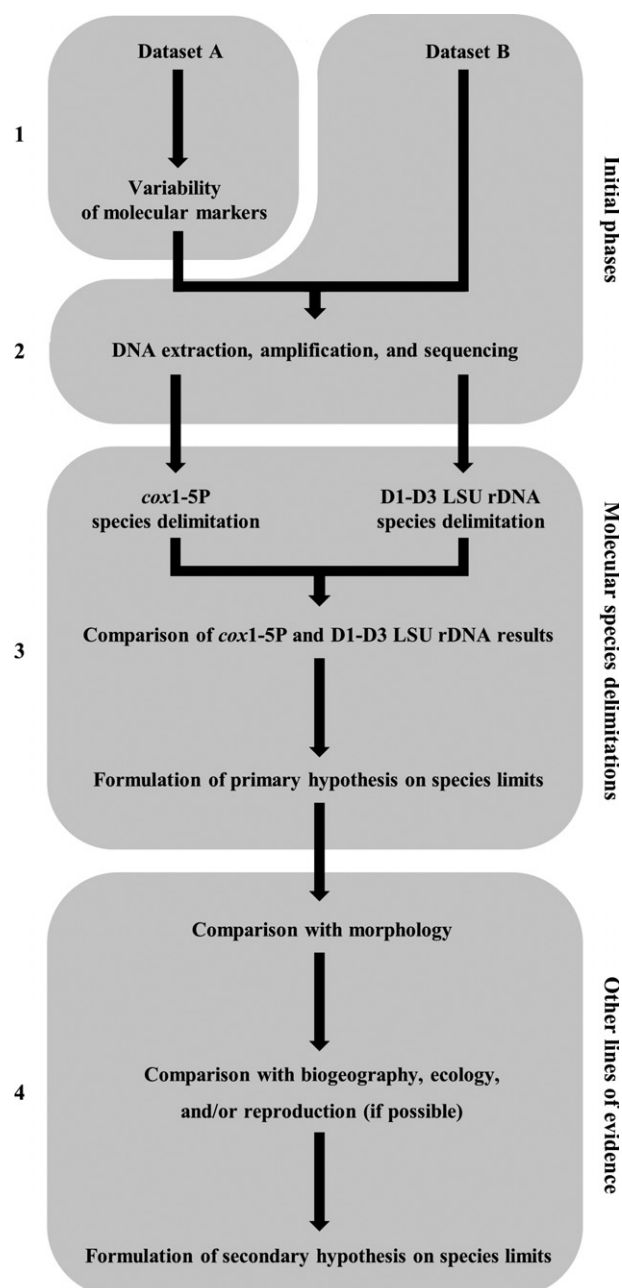 Dataset A
Dataset B
1
Variability
of molecular markers
Initial phases
2
DNA extraction, amplification, and sequencing
cox1-5P
species delimitation
D1-D3 LSU rDNA
species delimitation
3
Comparison of cox1-5P and D1-D3 LSU rDNA results
Formulation of primary hypothesis on species limits
Molecular species delimitations
Comparison with morphology
4
Comparison with biogeography, ecology,
and/or reproduction (if possible)
Formulation of secondary hypothesis on species limits
Other lines of evidence